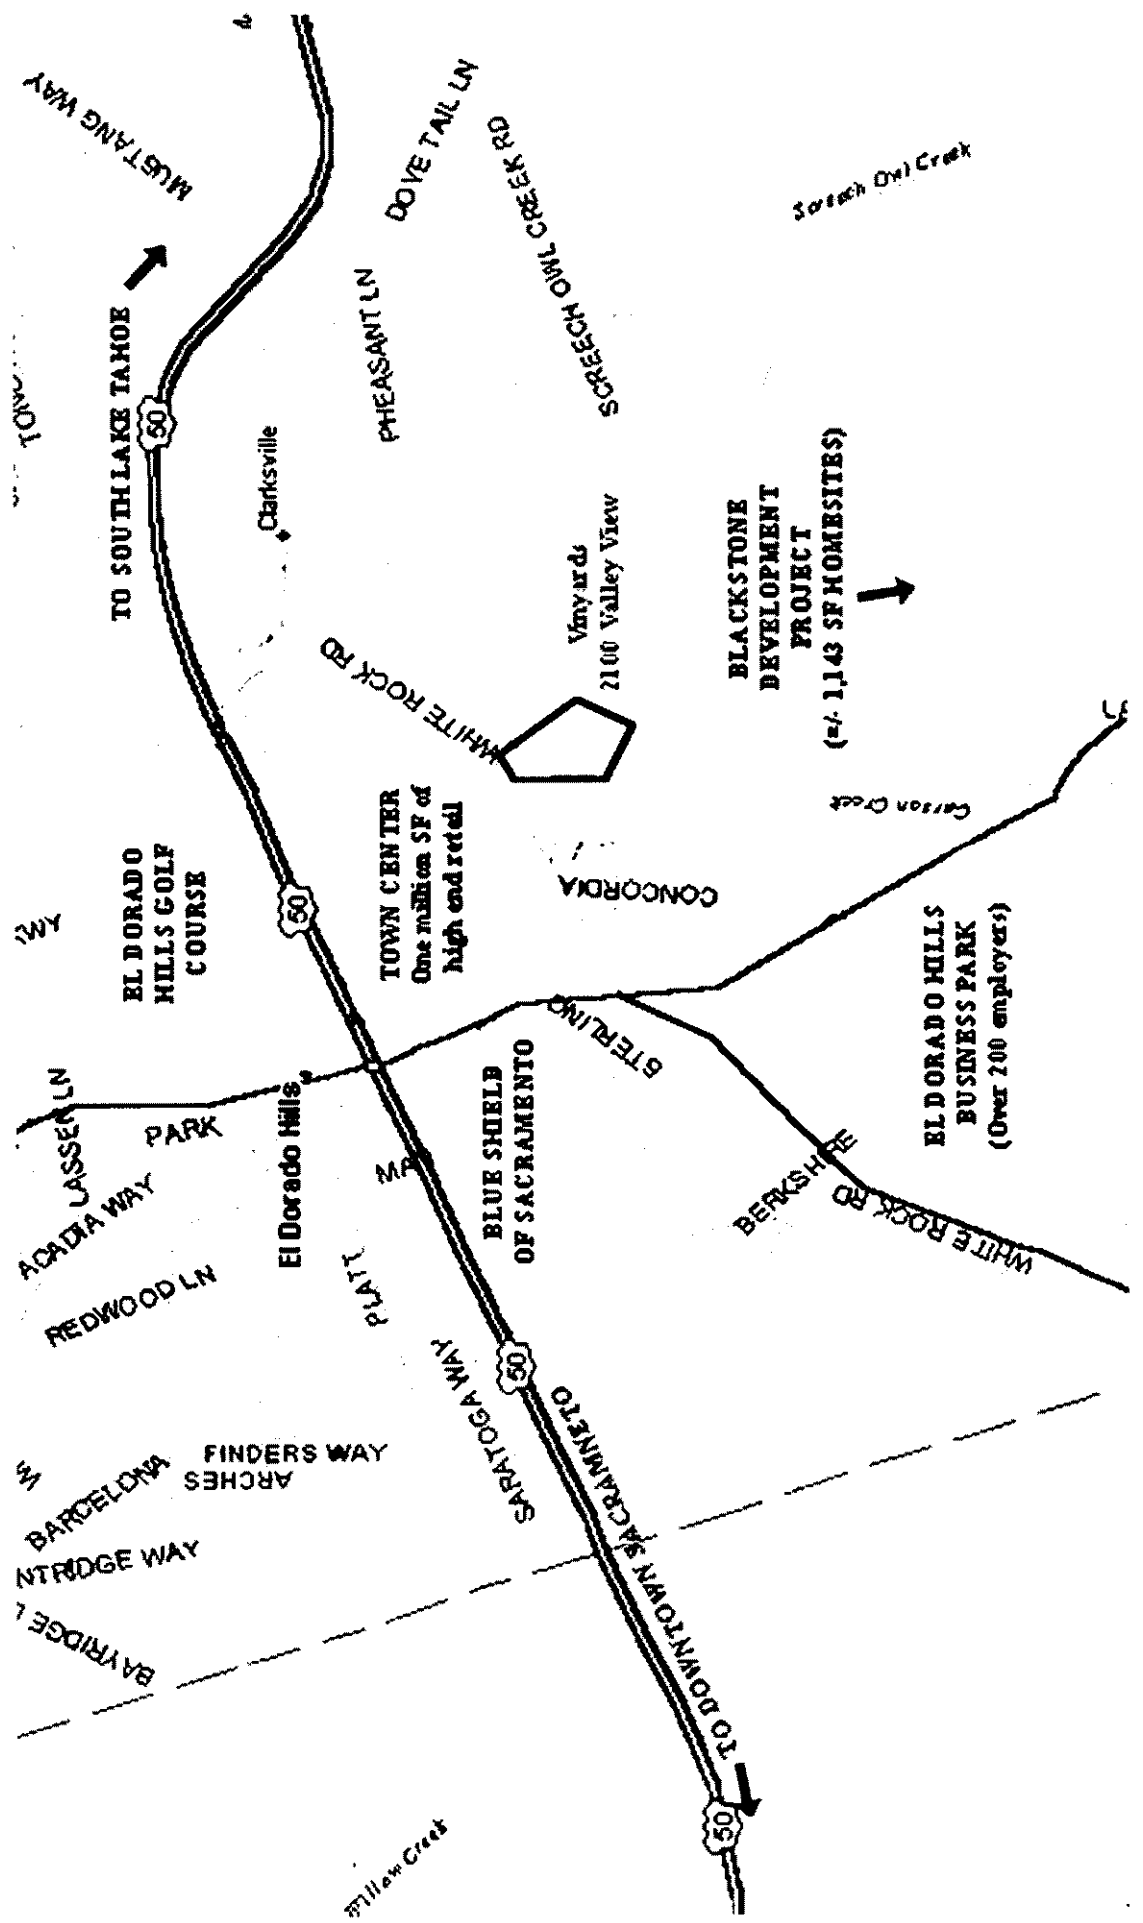 MUSTANG WAY
TO SOUTH LAKE TAHOE
50
Clarksville
DOVE TAIL LN
PHEASANT LN
SCREECH OWL CREEK RD
Screech Owl Creek
WHITE ROCK RD
Vinyards
2100 Valley View
BLACKSTONE
DEVELOPMENT
PROJECT
(=/- 1,143 SF HOMESITES)
EL DORADO
HILLS GOLF
COURSE
50
TOWN CENTER
One million SF of
high end retail
CONCORDIA
Carson Creek
LASSEN LN
PARK
ACADIA WAY
REDWOOD LN
El Dorado Hills
PLATT
BLUE SHIELD
OF SACRAMENTO
STERLING
BERKSHIRE
WHITE ROCK RD
EL DORADO HILLS
BUSINESS PARK
(Over 200 employers)
50
SARATOGA WAY
FINDERS WAY
ARCHES
BARCELONA
NTRIDGE WAY
BAYRIDGE
TO DOWNTOWN SACRAMNETO
50
Willow Creek